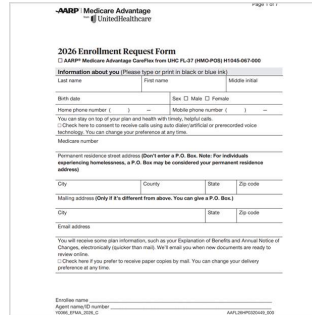 Page 1 of 7
AARP | Medicare Advantage
from UnitedHealthcare
2026 Enrollment Request Form
☐ AARP® Medicare Advantage CareFlex from UHC FL-37 (HMO-POS) H1045-067-000
Information about you (Please type or print in black or blue ink)
Last name First name Middle initial
Birth date Sex ☐ Male ☐ Female
Home phone number ( ) – Mobile phone number ( ) –
You can stay on top of your plan and health with timely, helpful calls.
☐ Check here to consent to receive calls using auto dialer/artificial or prerecorded voice
technology. You can change your preference at any time.
Medicare number
Permanent residence street address (Don't enter a P.O. Box. Note: For individuals
experiencing homelessness, a P.O. Box may be considered your permanent residence
address)
City County State Zip code
Mailing address (Only if it's different from above. You can give a P.O. Box.)
City State Zip code
Email address
You will receive some plan information, such as your Explanation of Benefits and Annual Notice of
Changes, electronically (quicker than mail). We'll email you when new documents are ready to
review online.
☐ Check here if you prefer to receive paper copies by mail. You can change your delivery
preference at any time.
Enrollee name
Agent name/ID number
Y0066_EFMA_2026_C AAFL26HP0320449_000